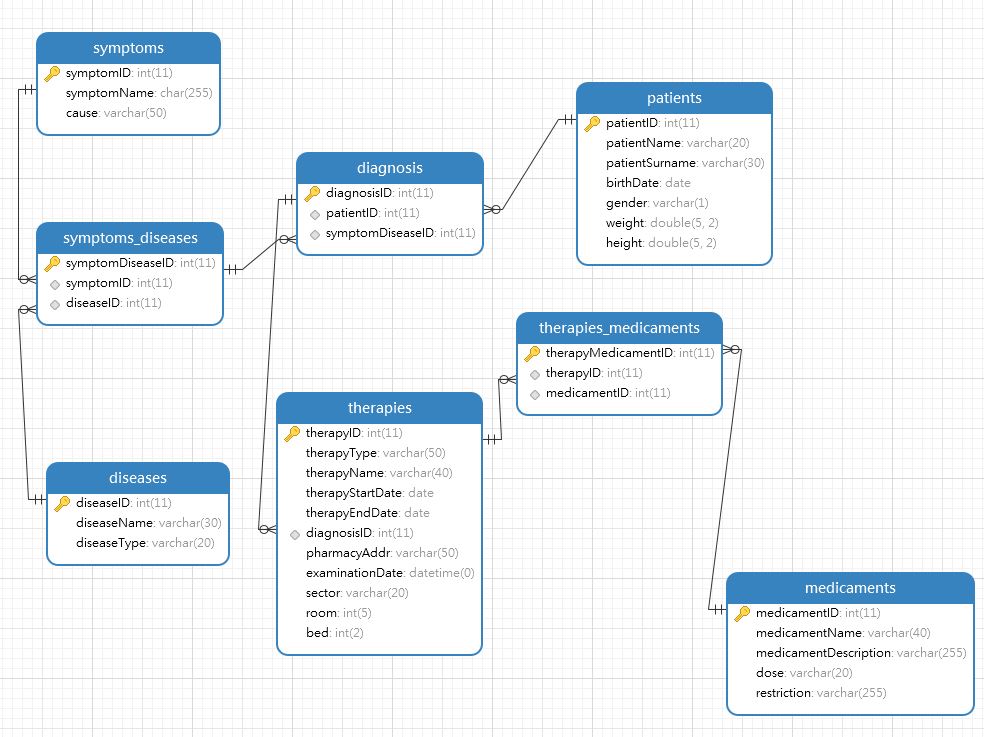 symptoms
symptomID: int(11)
symptomName: char(255)
cause: varchar(50)
patients
patientID: int(11)
patientName: varchar(20)
patientSurname: varchar(30)
birthDate: date
gender: varchar(1)
weight: double(5, 2)
height: double(5, 2)
diagnosis
diagnosisID: int(11)
patientID: int(11)
symptomDiseaseID: int(11)
symptoms_diseases
symptomDiseaseID: int(11)
symptomID: int(11)
diseaseID: int(11)
therapies_medicaments
therapyMedicamentID: int(11)
therapyID: int(11)
medicamentID: int(11)
therapies
therapyID: int(11)
therapyType: varchar(50)
therapyName: varchar(40)
therapyStartDate: date
therapyEndDate: date
diagnosisID: int(11)
pharmacyAddr: varchar(50)
examinationDate: datetime(0)
sector: varchar(20)
room: int(5)
bed: int(2)
diseases
diseaseID: int(11)
diseaseName: varchar(30)
diseaseType: varchar(20)
medicaments
medicamentID: int(11)
medicamentName: varchar(40)
medicamentDescription: varchar(255)
dose: varchar(20)
restriction: varchar(255)